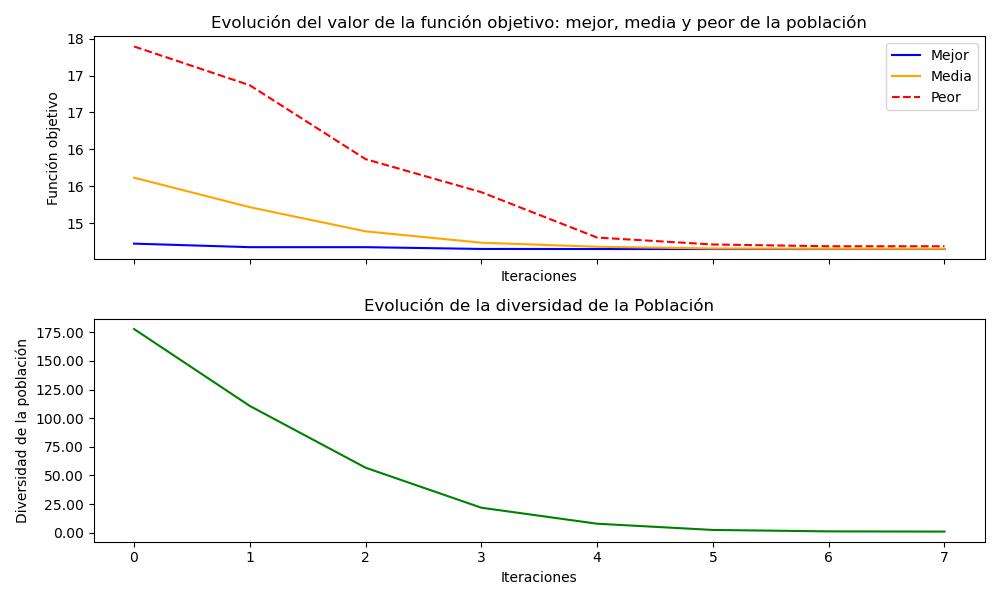 Evolución del valor de la función objetivo: mejor, media y peor de la población
18
17
17
16
16
15
Función objetivo
Mejor
Media
Peor
Iteraciones
Evolución de la diversidad de la Población
175.00
150.00
125.00
100.00
75.00
50.00
25.00
0.00
Diversidad de la población
0 1 2 3 4 5 6 7
Iteraciones